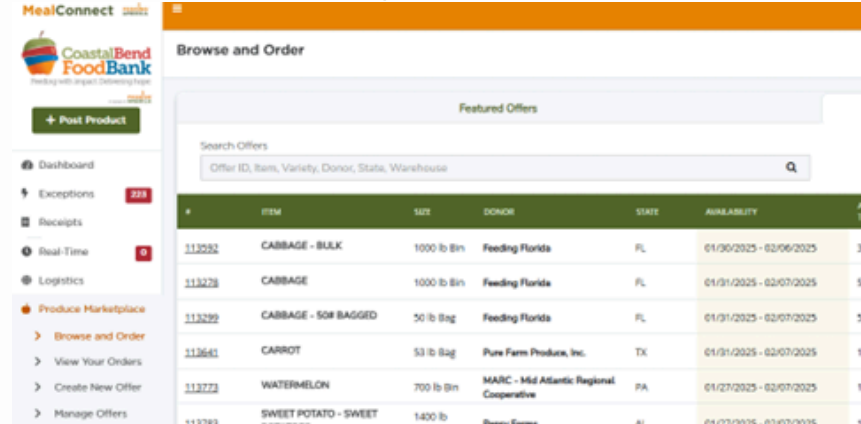 MealConnect
CoastalBend
FoodBank
+ Post Product
Dashboard
Exceptions 223
Receipts
Real-Time 0
Logistics
Produce Marketplace
Browse and Order
View Your Orders
Create New Offer
Manage Offers
Browse and Order
Featured Offers
Search Offers
Offer ID, Item, Variety, Donor, State, Warehouse
# ITEM SIZE DONOR STATE AVAILABILITY
113592 CABBAGE - BULK 1000 lb Bin Feeding Florida FL 01/30/2025 - 02/06/2025
113278 CABBAGE 1000 lb Bin Feeding Florida FL 01/31/2025 - 02/07/2025
113299 CABBAGE - 50# BAGGED 50 lb Bag Feeding Florida FL 01/31/2025 - 02/07/2025
113641 CARROT 53 lb Bag Pure Farm Produce, Inc. TX 01/31/2025 - 02/07/2025
113773 WATERMELON 700 lb Bin MARC - Mid Atlantic Regional PA 01/27/2025 - 02/07/2025
Cooperative
SWEET POTATO - SWEET 1400 lb